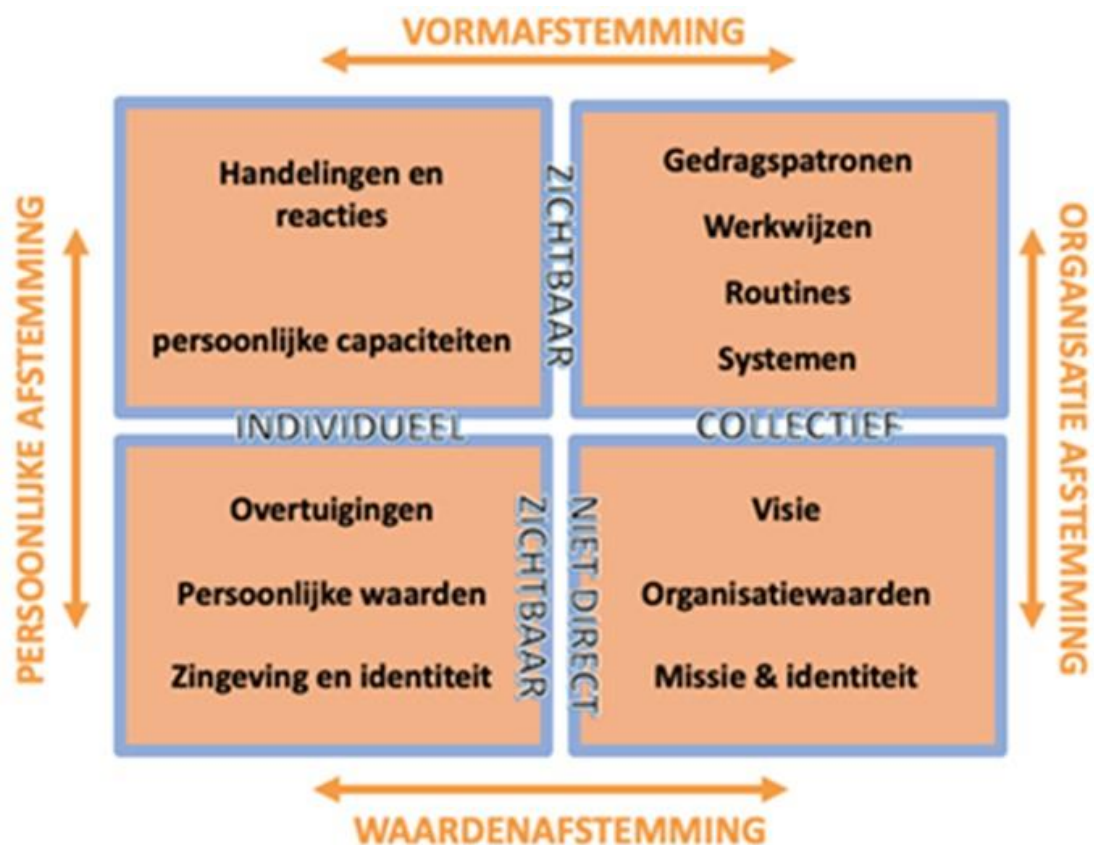 VORMAFSTEMMING
PERSOONLIJKE AFSTEMMING
Handelingen en
reacties
persoonlijke capaciteiten
ZICHTBAAR
Gedragspatronen
Werkwijzen
Routines
Systemen
ORGANISATIE AFSTEMMING
INDIVIDUEEL
COLLECTIEF
Overtuigingen
Persoonlijke waarden
Zingeving en identiteit
NIET DIRECT
ZICHTBAAR
Visie
Organisatiewaarden
Missie & identiteit
WAARDENAFSTEMMING